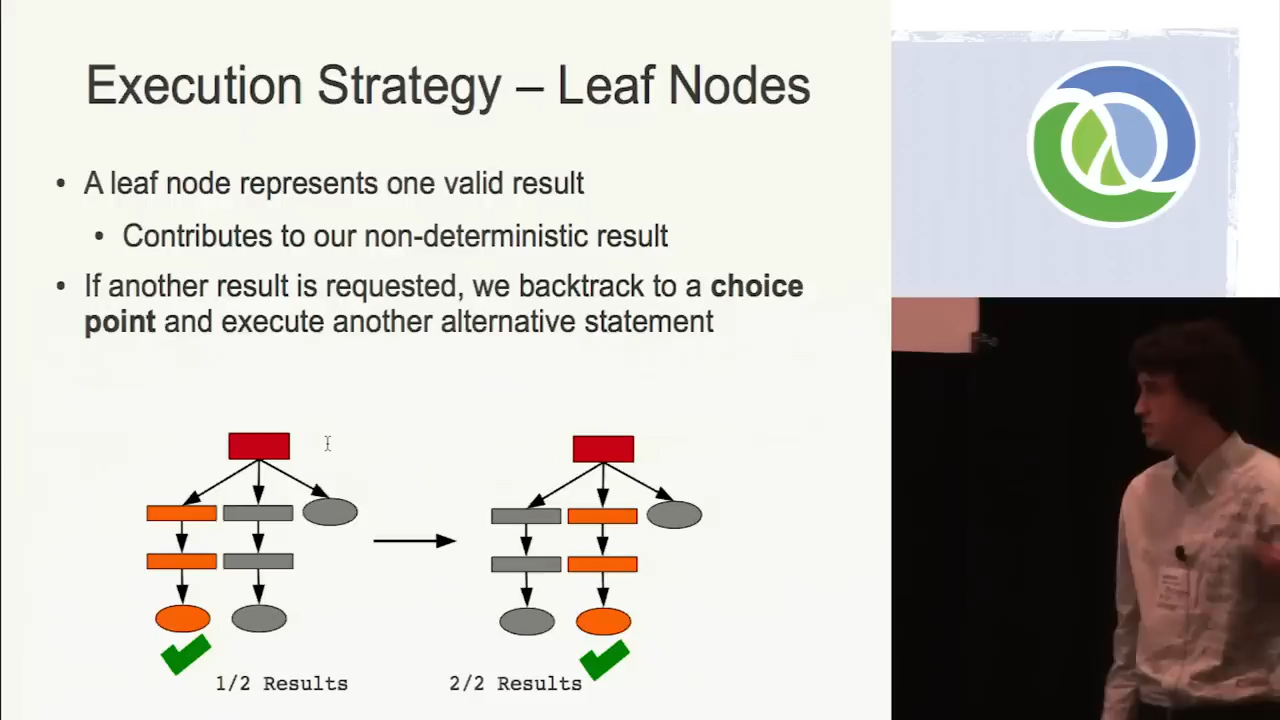 Execution Strategy – Leaf Nodes
• A leaf node represents one valid result
• Contributes to our non-deterministic result
• If another result is requested, we backtrack to a choice
point and execute another alternative statement
1/2 Results
2/2 Results